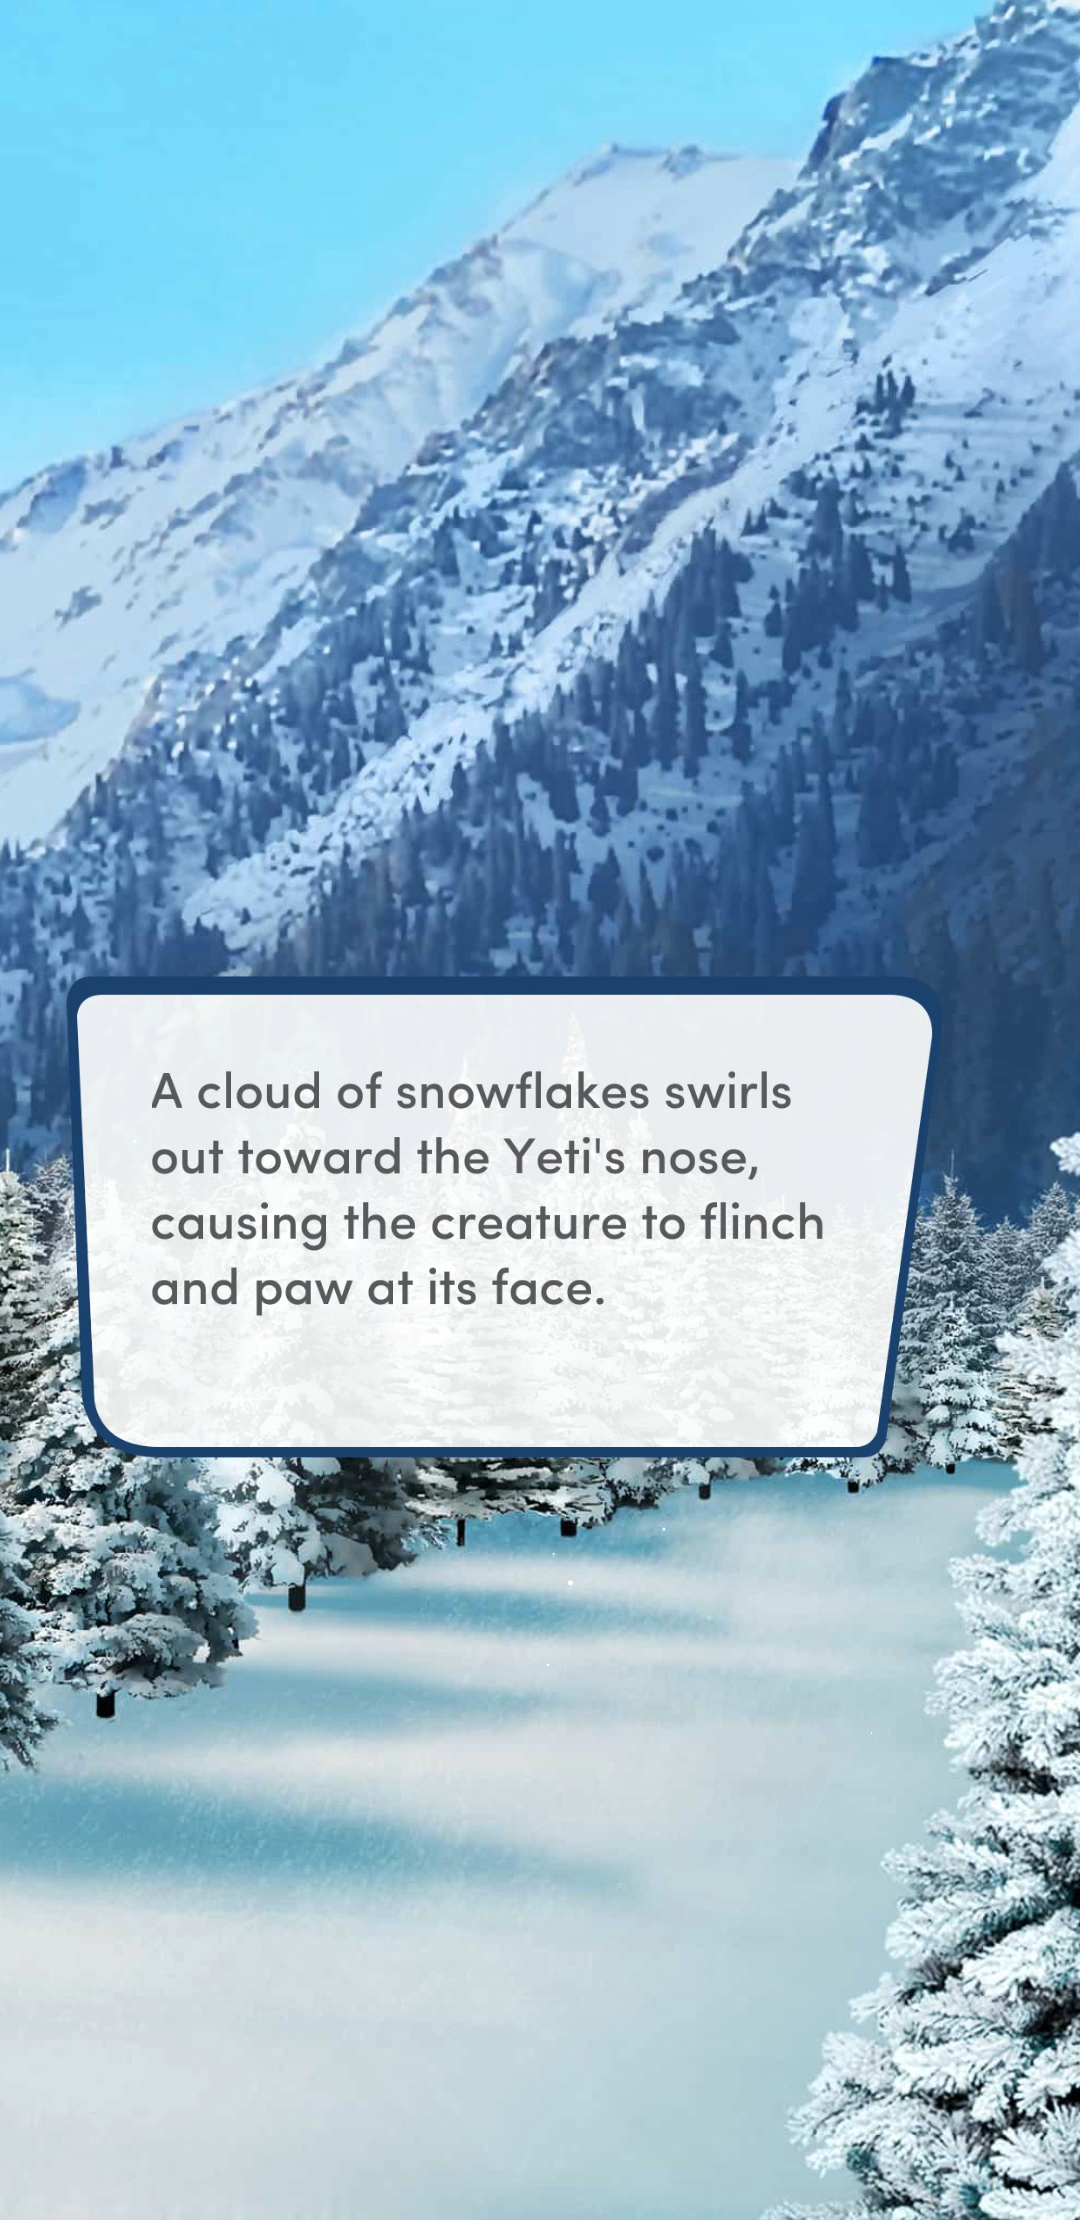 A cloud of snowflakes swirls
out toward the Yeti's nose,
causing the creature to flinch
and paw at its face.